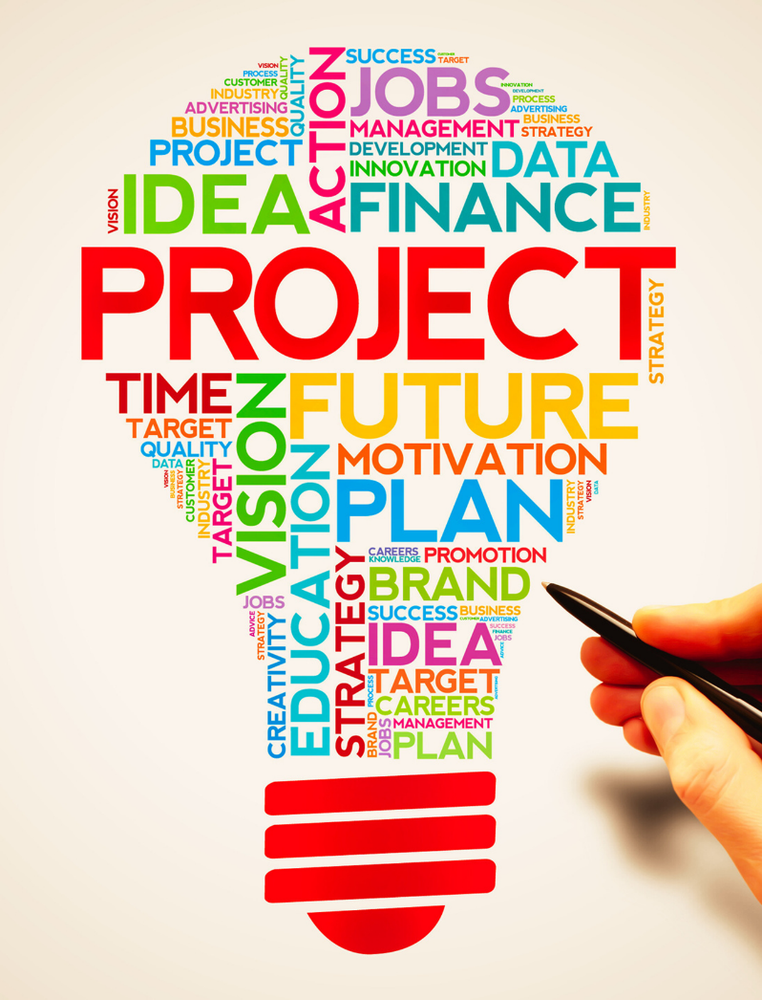 SUCCESS
CUSTOMER
TARGET
VISION
PROCESS
CUSTOMER
QUALITY
QUALITY
INDUSTRY
ADVERTISING
BUSINESS
PROJECT
ACTION
JOBS
INNOVATION
DEVELOPMENT
PROCESS
ADVERTISING
BUSINESS
MANAGEMENT
STRATEGY
DEVELOPMENT
INNOVATION
DATA
VISION
IDEA
FINANCE
INDUSTRY
PROJECT
STRATEGY
TIME
VISION
FUTURE
TARGET
QUALITY
DATA
VISION
BUSINESS
STRATEGY
CUSTOMER
INDUSTRY
TARGET
EDUCATION
MOTIVATION
PLAN
INDUSTRY
STRATEGY
VISION
DATA
CAREERS
KNOWLEDGE
PROMOTION
STRATEGY
BRAND
JOBS
ADVICE
STRATEGY
CREATIVITY
SUCCESS
BUSINESS
CUSTOMER
ADVERTISING
IDEA
SUCCESS
FINANCE
JOBS
ADVICE
PROCESS
TARGET
ADVERTISING
CAREERS
BRAND
JOBS
MANAGEMENT
PLAN